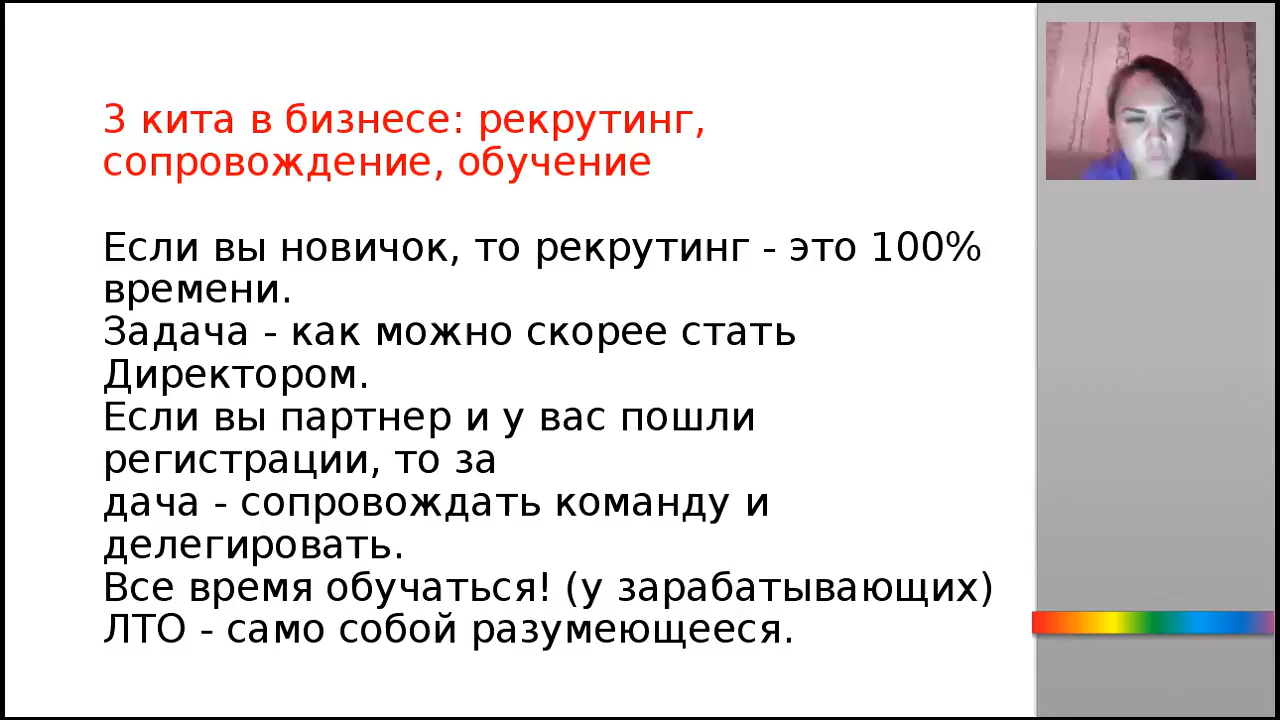 3 кита в бизнесе: рекрутинг,
сопровождение, обучение
Если вы новичок, то рекрутинг - это 100%
времени.
Задача - как можно скорее стать
Директором.
Если вы партнер и у вас пошли
регистрации, то за
дача - сопровождать команду и
делегировать.
Все время обучаться! (у зарабатывающих)
ЛТО - само собой разумеющееся.